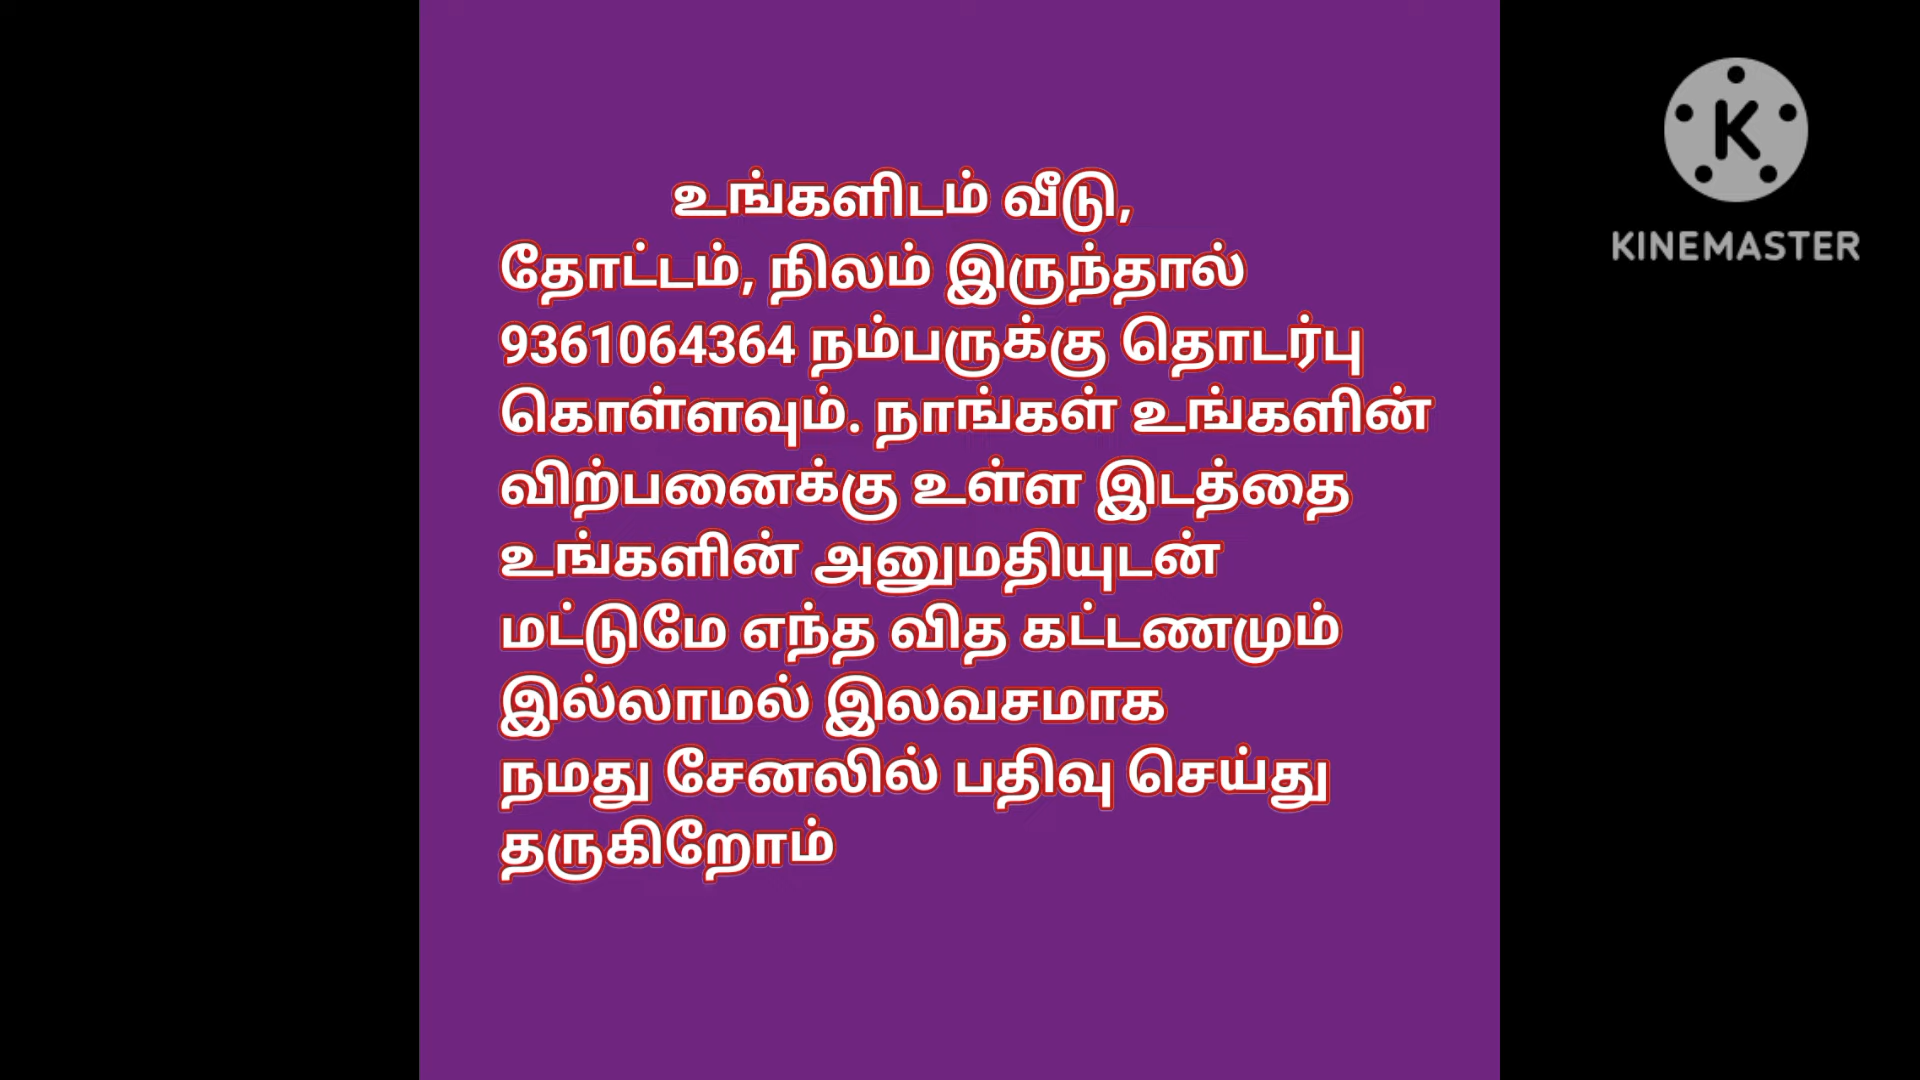 உங்களிடம் வீடு,
தோட்டம், நிலம் இருந்தால்
9361064364 நம்பருக்கு தொடர்பு
கொள்ளவும். நாங்கள் உங்களின்
விற்பனைக்கு உள்ள இடத்தை
உங்களின் அனுமதியுடன்
மட்டுமே எந்த வித கட்டணமும்
இல்லாமல் இலவசமாக
நமது சேனலில் பதிவு செய்து
தருகிறோம்
K
KINEMASTER